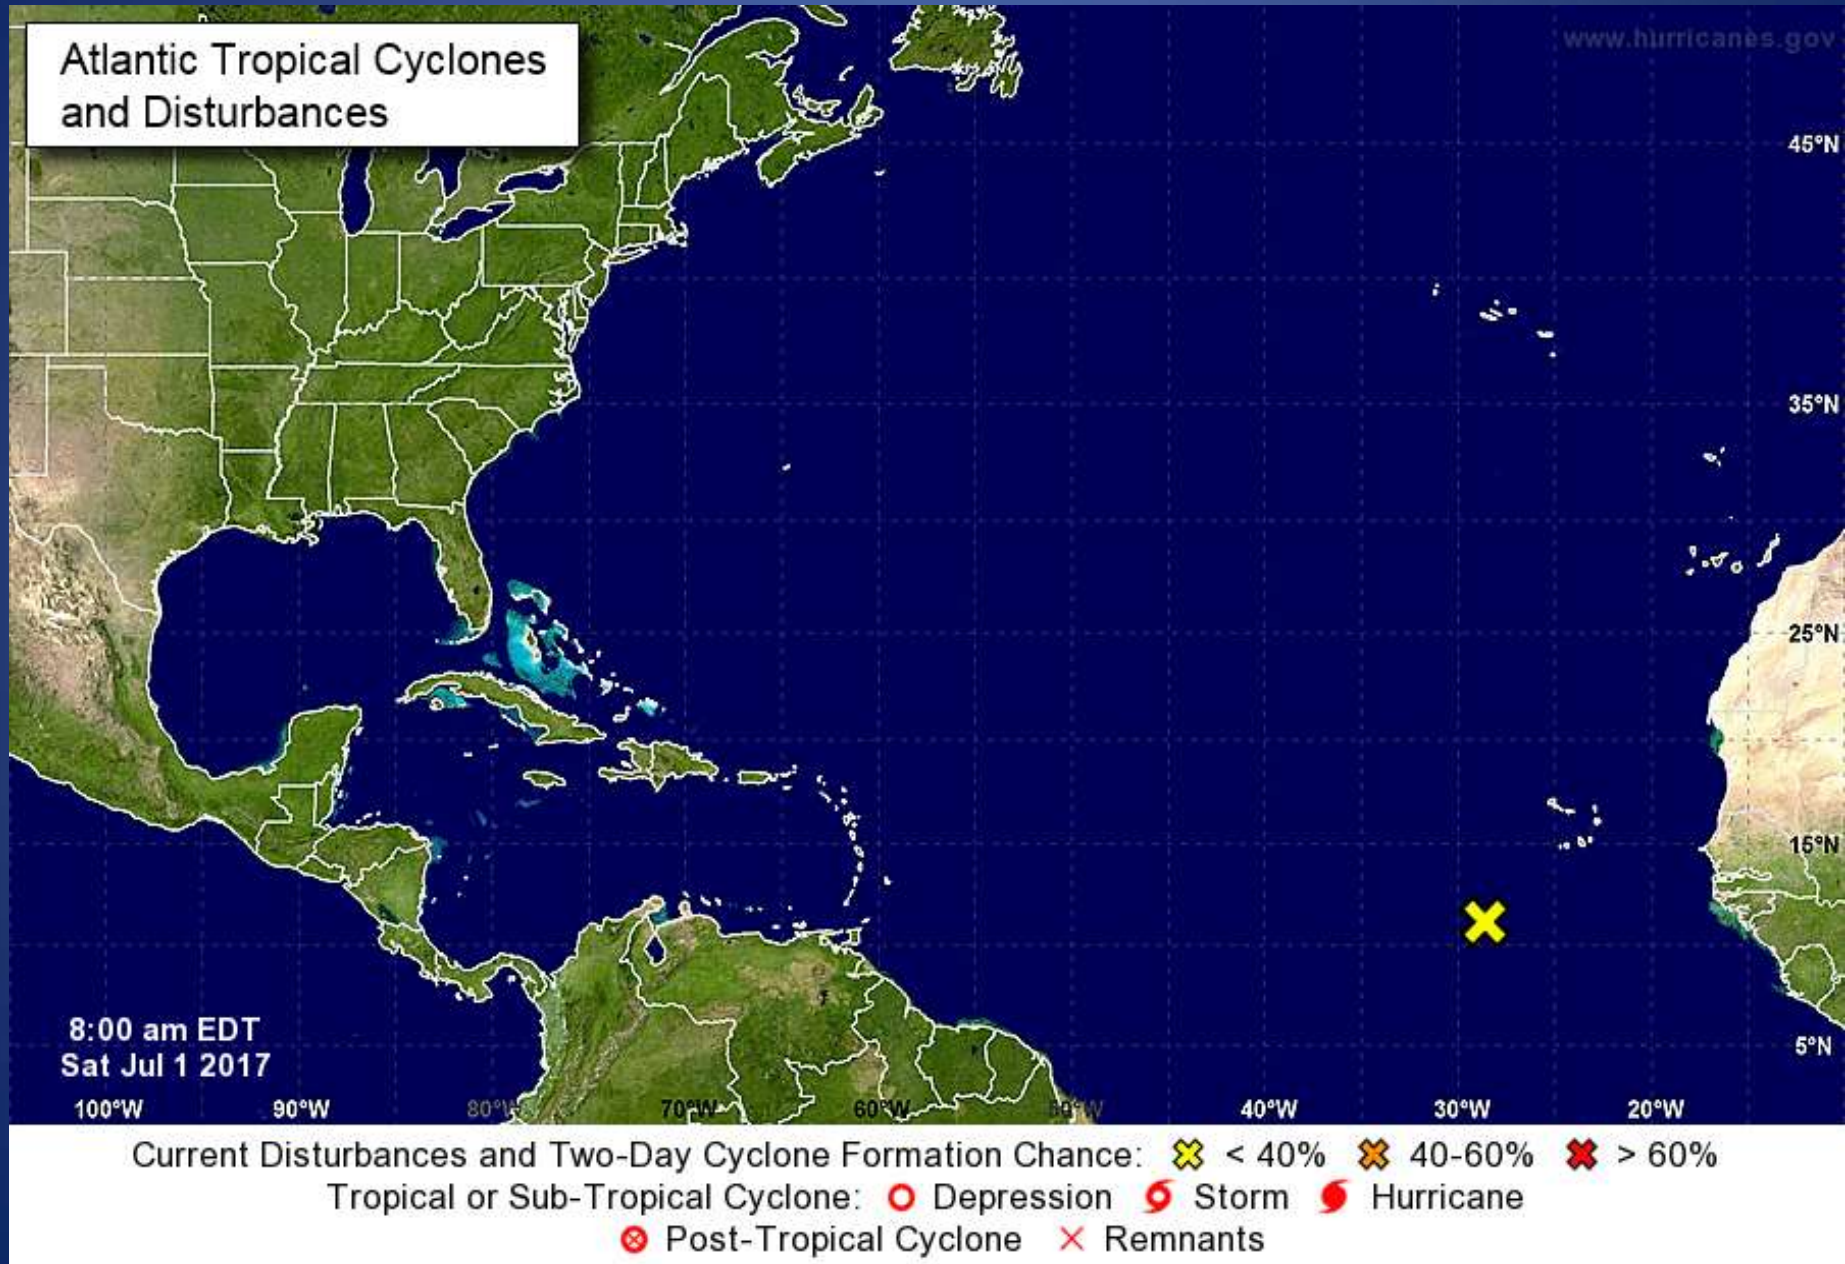 Atlantic Tropical Cyclones
and Disturbances
www.hurricanes.gov
45°N
35°N
25°N
15°N
5°N
8:00 am EDT
Sat Jul 1 2017
100°W 90°W 80°W 70°W 60°W 50°W 40°W 30°W 20°W
Current Disturbances and Two-Day Cyclone Formation Chance: < 40% 40-60% > 60%
Tropical or Sub-Tropical Cyclone: Depression Storm Hurricane
Post-Tropical Cyclone Remnants